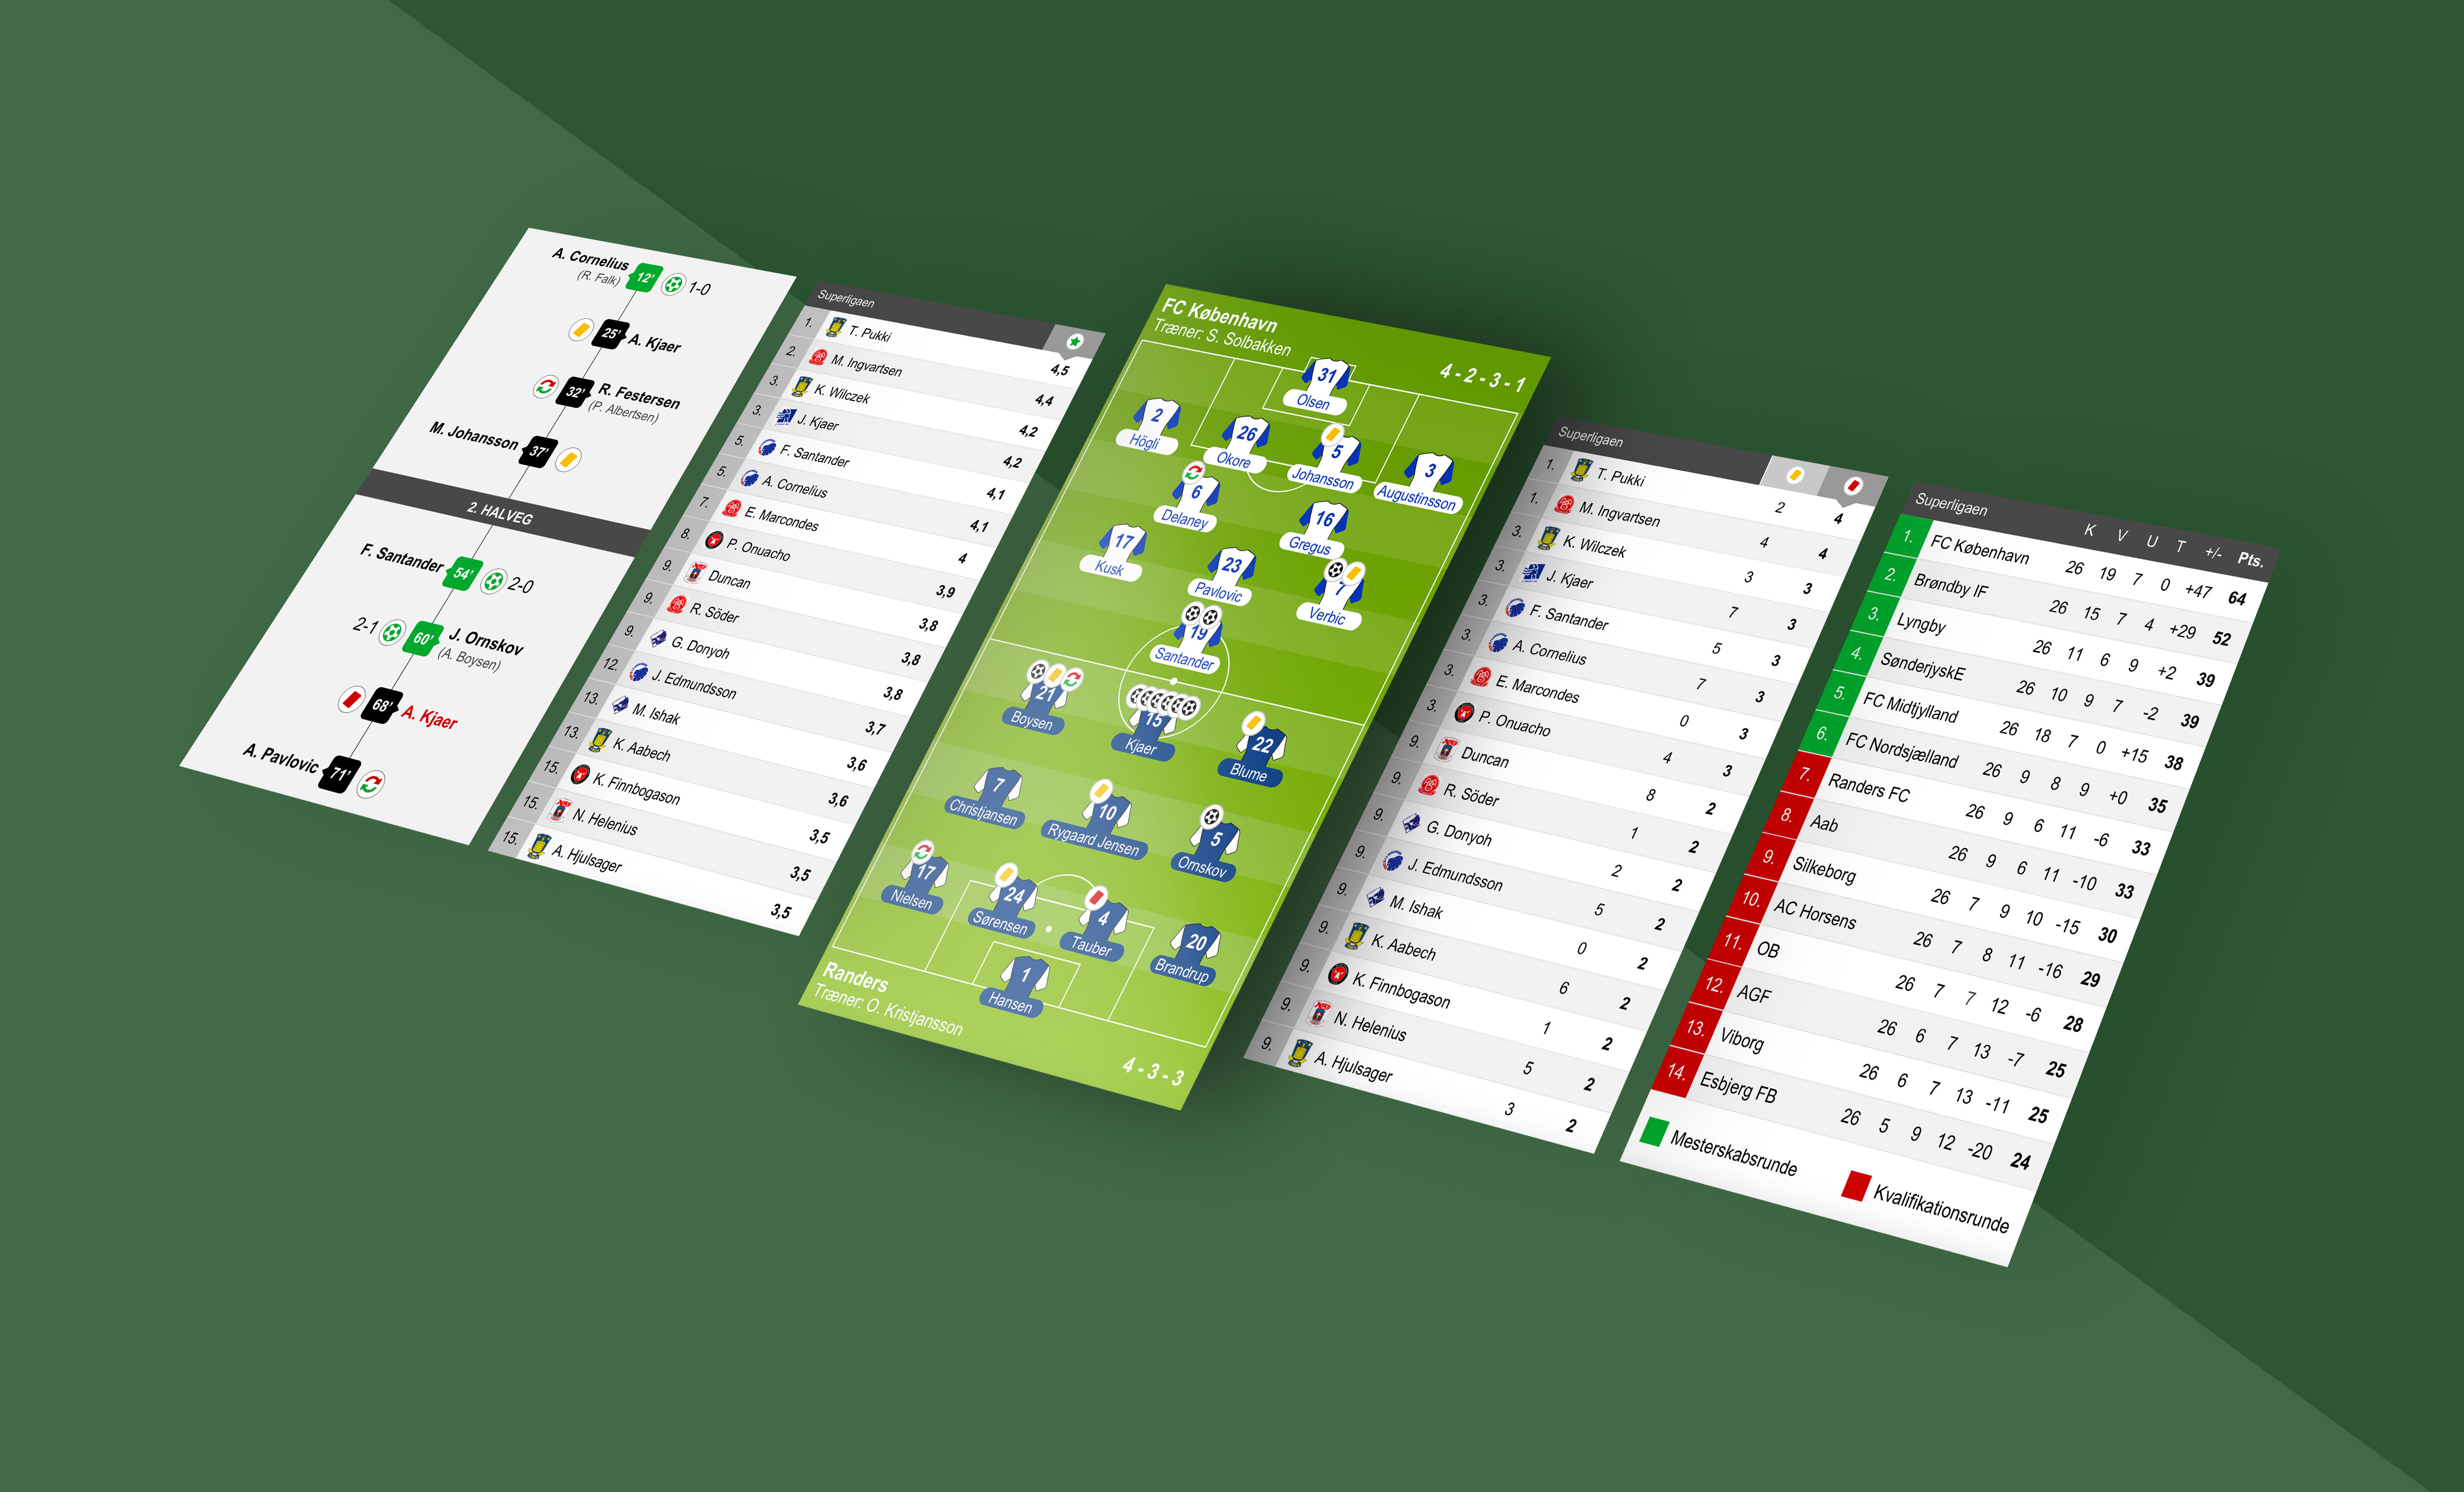 A. Cornelius 12' 1-0
(R. Falk)
25' A. Kjaer
32' R. Festersen
(P. Albertsen)
M. Johansson 37'
2. HALVEG
F. Santander 54' 2-0
2-1 60' J. Ornskov
(A. Boysen)
68' A. Kjaer
A. Pavlovic 71'
Superligaen
1. T. Pukki 4,5
2. M. Ingvartsen 4,4
3. K. Wilczek 4,2
3. J. Kjaer 4,2
5. F. Santander 4,1
5. A. Cornelius 4,1
7. E. Marcondes 4
8. P. Onuacho 3,9
9. Duncan 3,8
9. R. Söder 3,8
9. G. Donyoh 3,8
12. J. Edmundsson 3,7
13. M. Ishak 3,6
13. K. Aabech 3,6
15. K. Finnbogason 3,5
15. N. Helenius 3,5
15. A. Hjulsager 3,5
FC København
Træner: S. Solbakken
4 - 2 - 3 - 1
31
Olsen
2
Högli
26
Okore
5
Johansson
3
Augustinsson
6
Delaney
16
Gregus
17
Kusk
23
Pavlovic
7
Verbic
19
Santander
21
Boysen
15
Kjaer
22
Blume
7
Christjansen
10
Rygaard Jensen
5
Ornskov
17
Nielsen
24
Sørensen
4
Tauber
20
Brandrup
1
Hansen
Randers
Træner: O. Kristjansson
4 - 3 - 3
Superligaen
1. T. Pukki 2 4
1. M. Ingvartsen 4 4
3. K. Wilczek 3 3
3. J. Kjaer 7 3
3. F. Santander 5 3
3. A. Cornelius 7 3
3. E. Marcondes 0 3
3. P. Onuacho 4 3
9. Duncan 8 2
9. R. Söder 1 2
9. G. Donyoh 2 2
9. J. Edmundsson 5 2
9. M. Ishak 0 2
9. K. Aabech 6 2
9. K. Finnbogason 1 2
9. N. Helenius 5 2
9. A. Hjulsager 3 2
Superligaen K V U T +/- Pts.
1. FC København 26 19 7 0 +47 64
2. Brøndby IF 26 15 7 4 +29 52
3. Lyngby 26 11 6 9 +2 39
4. SønderjyskE 26 10 9 7 -2 39
5. FC Midtjylland 26 18 7 0 +15 38
6. FC Nordsjælland 26 9 8 9 +0 35
7. Randers FC 26 9 6 11 -6 33
8. Aab 26 9 6 11 -10 33
9. Silkeborg 26 7 9 10 -15 30
10. AC Horsens 26 7 8 11 -16 29
11. OB 26 7 7 12 -6 28
12. AGF 26 6 7 13 -7 25
13. Viborg 26 6 7 13 -11 25
14. Esbjerg FB 26 5 9 12 -20 24
Mesterskabsrunde
Kvalifikationsrunde